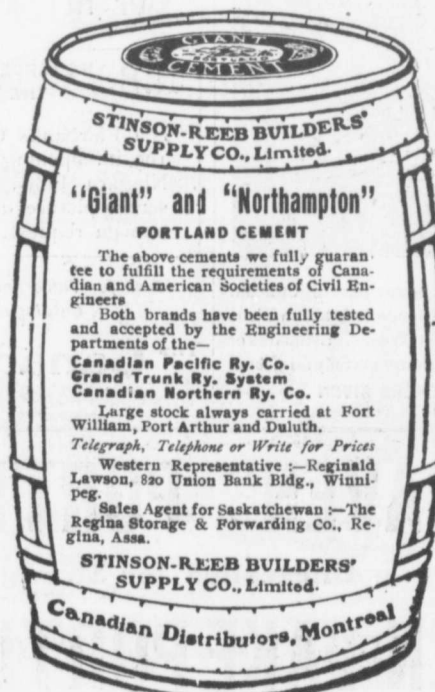 GIANT
PORTLAND
CEMENT
STINSON-REEB BUILDERS'
SUPPLY CO., Limited.
"Giant" and "Northampton"
PORTLAND CEMENT
The above cements we fully guaran-
tee to fulfill the requirements of Cana-
dian and American Societies of Civil En-
gineers
Both brands have been fully tested
and accepted by the Engineering De-
partments of the—
Canadian Pacific Ry. Co.
Grand Trunk Ry. System
Canadian Northern Ry. Co.
Large stock always carried at Fort
William, Port Arthur and Duluth.
Telegraph, Telephone or Write for Prices
Western Representative :—Reginald
Lawson, 820 Union Bank Bldg., Winni-
peg.
Sales Agent for Saskatchewan :—The
Regina Storage & Forwarding Co., Re-
gina, Assa.
STINSON-REEB BUILDERS'
SUPPLY CO., Limited.
Canadian Distributors, Montreal